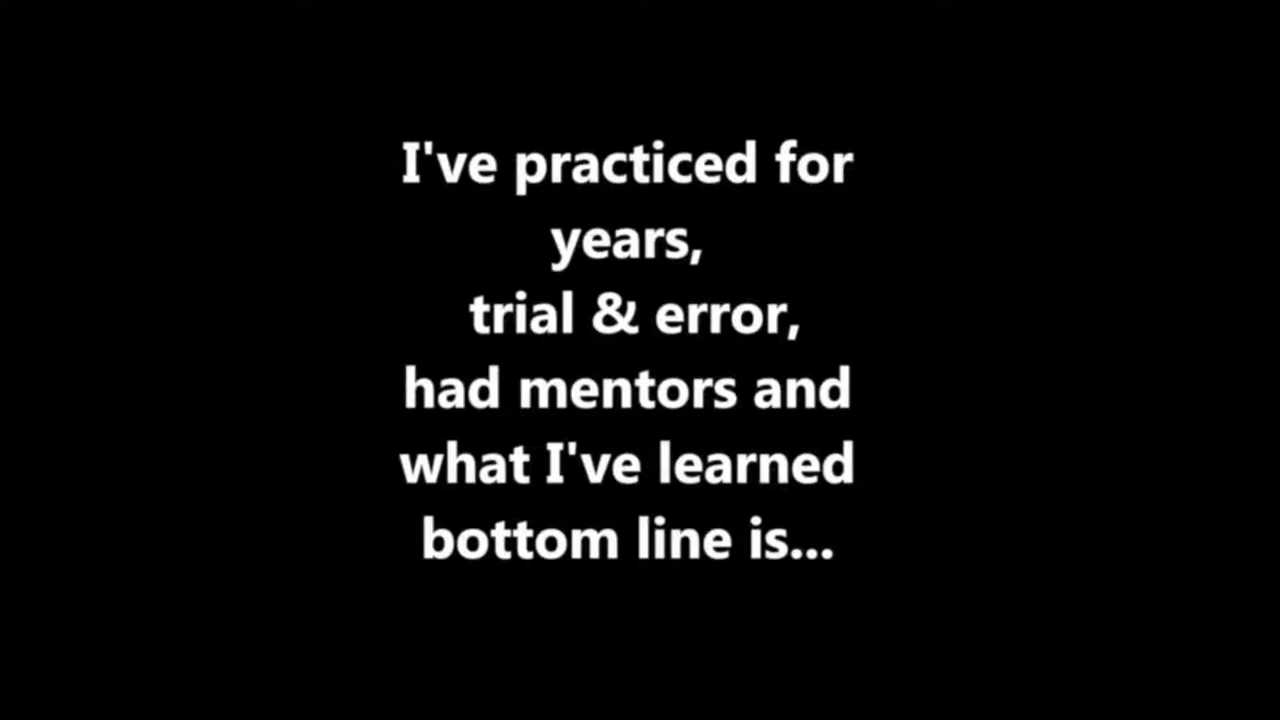 I've practiced for
years,
trial & error,
had mentors and
what I've learned
bottom line is...